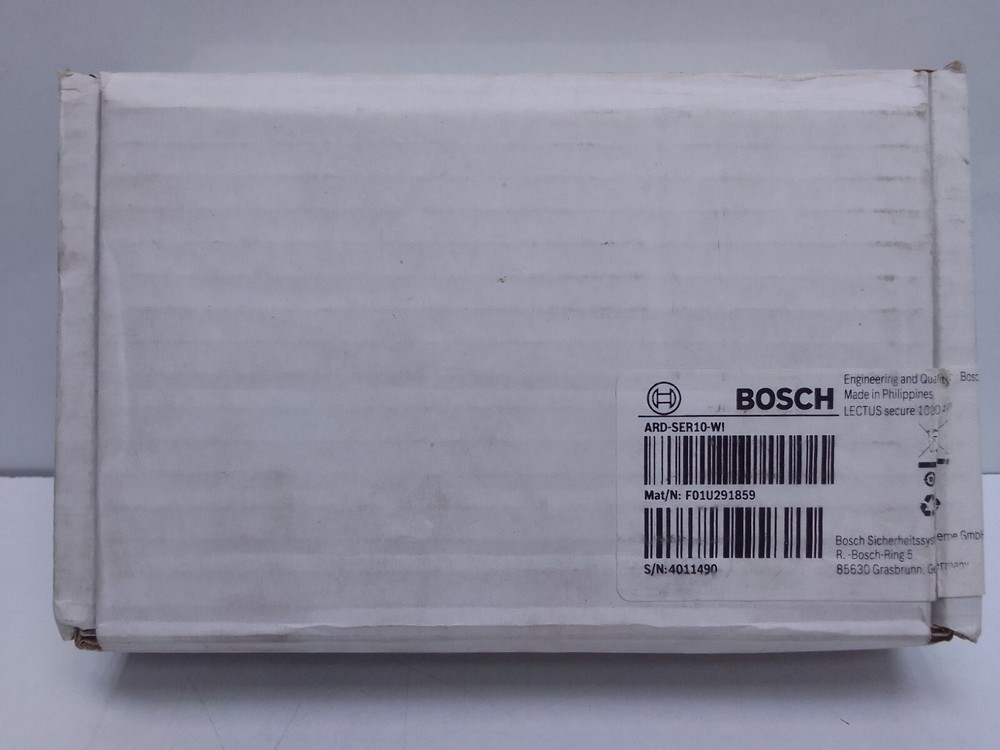 BOSCH
Engineering and Quality Bosc
Made in Philippines
LECTUS secure
ARD-SER10-WI
Mat/N: F01U291859
S/N:4011490
Bosch Sicherheitssysteme GmbH
R.-Bosch-Ring 5
85630 Grasbrunn, Germany